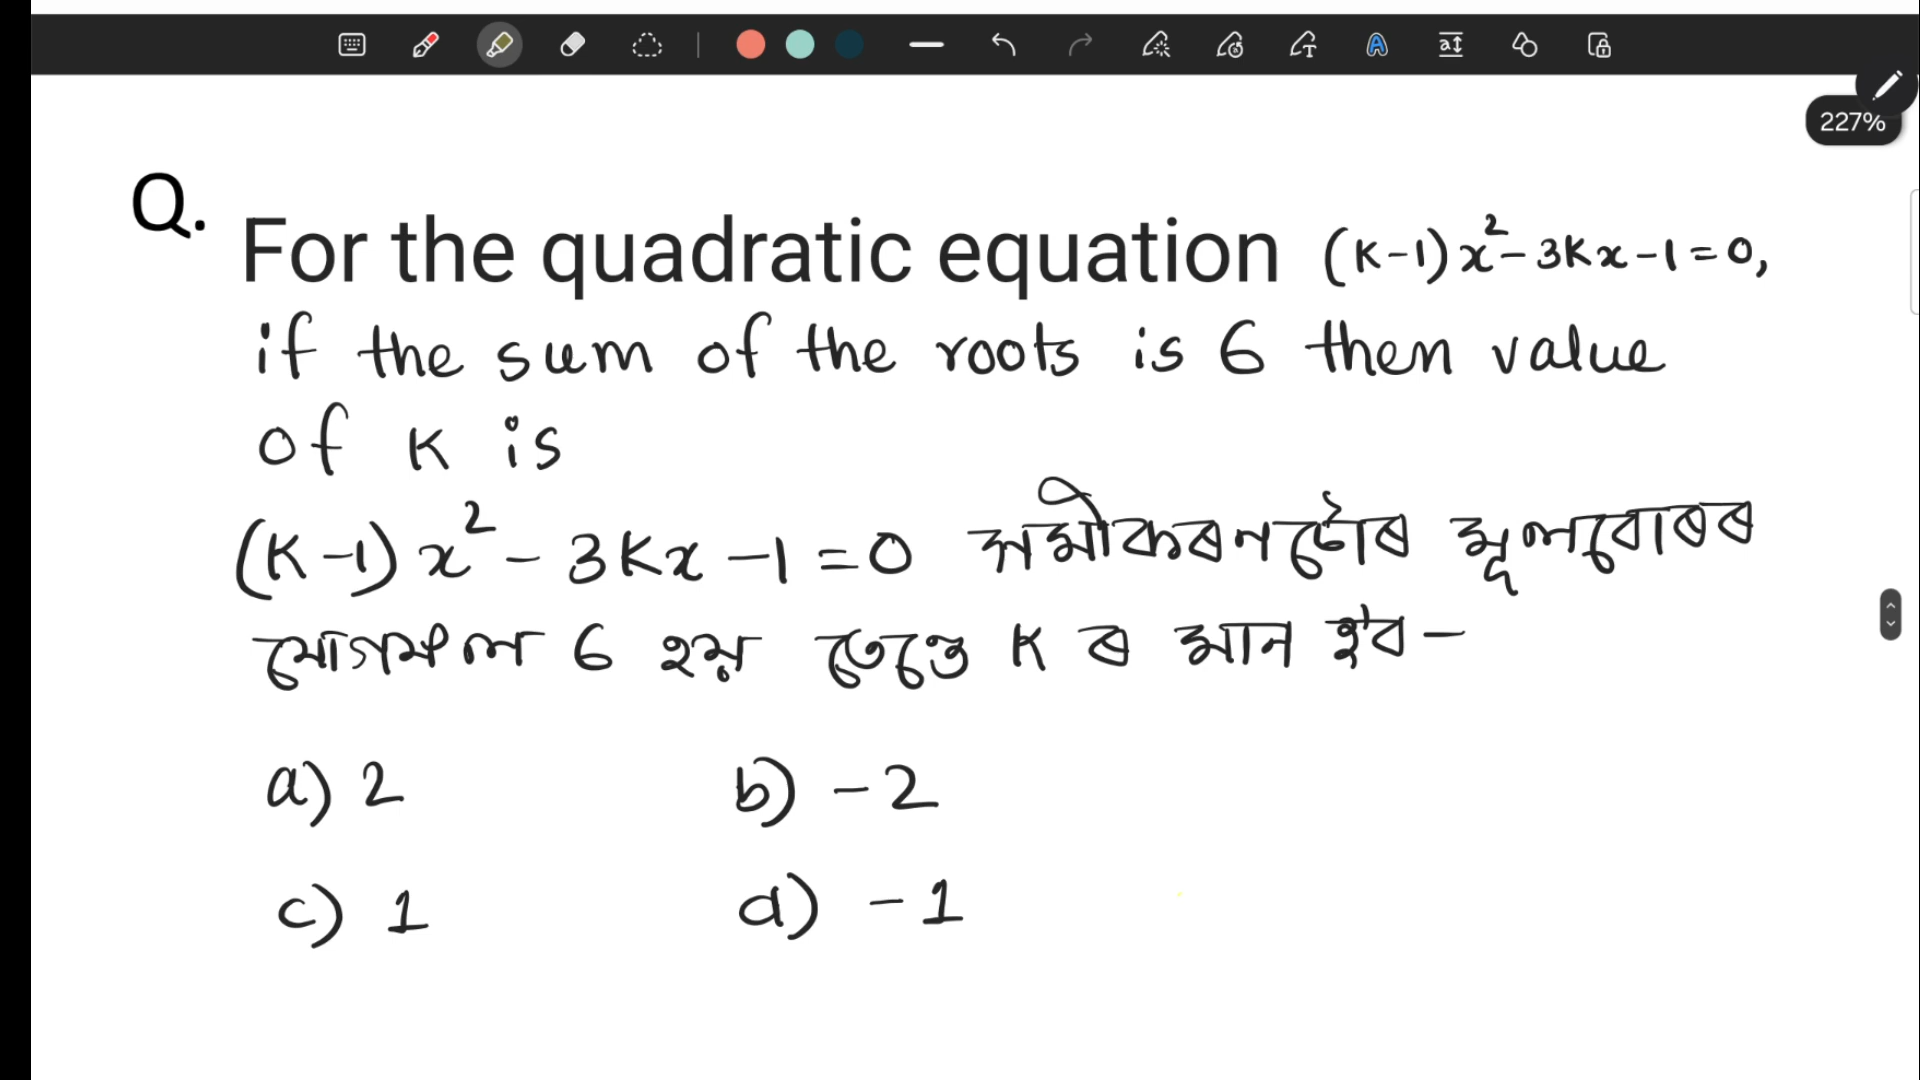 227%
Q. For the quadratic equation (K-1)x²-3Kx-1=0,
if the sum of the roots is 6 then value
of K is
(K-1)x²-3Kx-1=0 সমীকৰণটোৰ মূলবোৰৰ
যোগফল 6 হয় তেন্তে K ৰ মান হ'ব-
a) 2 b) -2
c) 1 d) -1